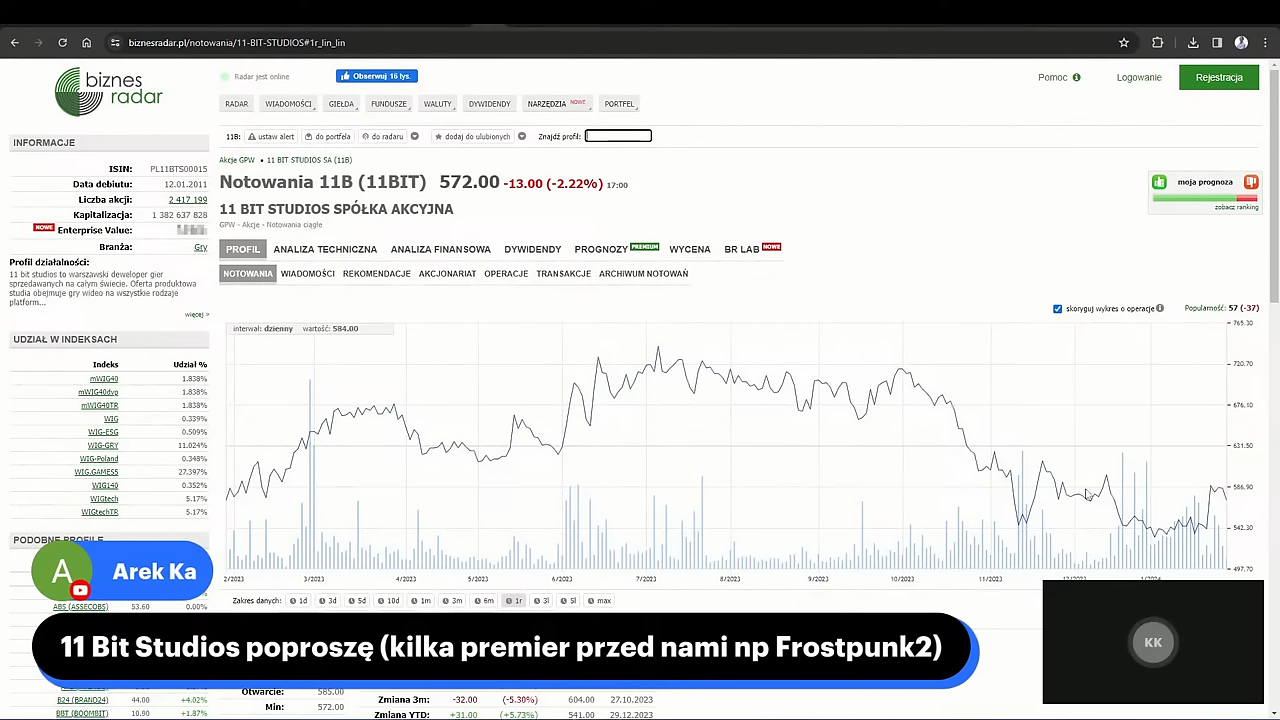 biznesradar.pl/notowania/11-BIT-STUDIOS#1r_lin_lin
biznes
radar
Radar jest online
Obserwuj 16 tys.
Pomoc
Logowanie
Rejestracja
RADAR WIADOMOŚCI GIEŁDA FUNDUSZE WALUTY DYWIDENDY NARZĘDZIA NOWE PORTFEL
11B: ustaw alert do portfela do radaru dodaj do ulubionych Znajdź profil:
INFORMACJE
ISIN: PL11BTS00015
Data debiutu: 12.01.2011
Liczba akcji: 2 417 199
Kapitalizacja: 1 382 637 828
NOWE Enterprise Value:
Branża: Gry
Profil działalności:
11 bit studios to warszawski deweloper gier
sprzedawanych na całym świecie. Oferta produktowa
studia obejmuje gry wideo na wszystkie rodzaje
platform...
więcej »
UDZIAŁ W INDEKSACH
Indeks Udział %
mWIG40 1.838%
mWIG40dvp 1.838%
mWIG40TR 1.838%
WIG 0.339%
WIG-ESG 0.509%
WIG-GRY 11.024%
WIG-Poland 0.348%
WIG.GAMES5 27.397%
WIG140 0.352%
WIGtech 5.17%
WIGtechTR 5.17%
PODOBNE PROFILE
ABS (ASSECOBS) 53.60 0.00%
B24 (BRAND24) 44.00 +4.02%
BBT (BOOMBIT) 10.90 +1.87%
Akcje GPW • 11 BIT STUDIOS SA (11B)
Notowania 11B (11BIT) 572.00 -13.00 (-2.22%) 17:00
11 BIT STUDIOS SPÓŁKA AKCYJNA
GPW - Akcje - Notowania ciągłe
moja prognoza
zobacz ranking
PROFIL ANALIZA TECHNICZNA ANALIZA FINANSOWA DYWIDENDY PROGNOZY PREMIUM WYCENA BR LAB NOWE
NOTOWANIA WIADOMOŚCI REKOMENDACJE AKCJONARIAT OPERACJE TRANSAKCJE ARCHIWUM NOTOWAŃ
skoryguj wykres o operacje
Popularność: 57 (-37)
interwał: dzienny wartość: 584.00
765.30
720.70
676.10
631.50
586.90
542.30
497.70
2/2023 3/2023 4/2023 5/2023 6/2023 7/2023 8/2023 9/2023 10/2023 11/2023 12/2023 1/2024
Zakres danych: 1d 3d 5d 10d 1m 3m 6m 1r 3l 5l max
A
Arek Ka
11 Bit Studios poproszę (kilka premier przed nami np Frostpunk2)
KK
Otwarcie: 585.00
Min: 572.00
Zmiana 3m: -32.00 (-5.30%) 604.00 27.10.2023
Zmiana YTD: +31.00 (+5.73%) 541.00 29.12.2023